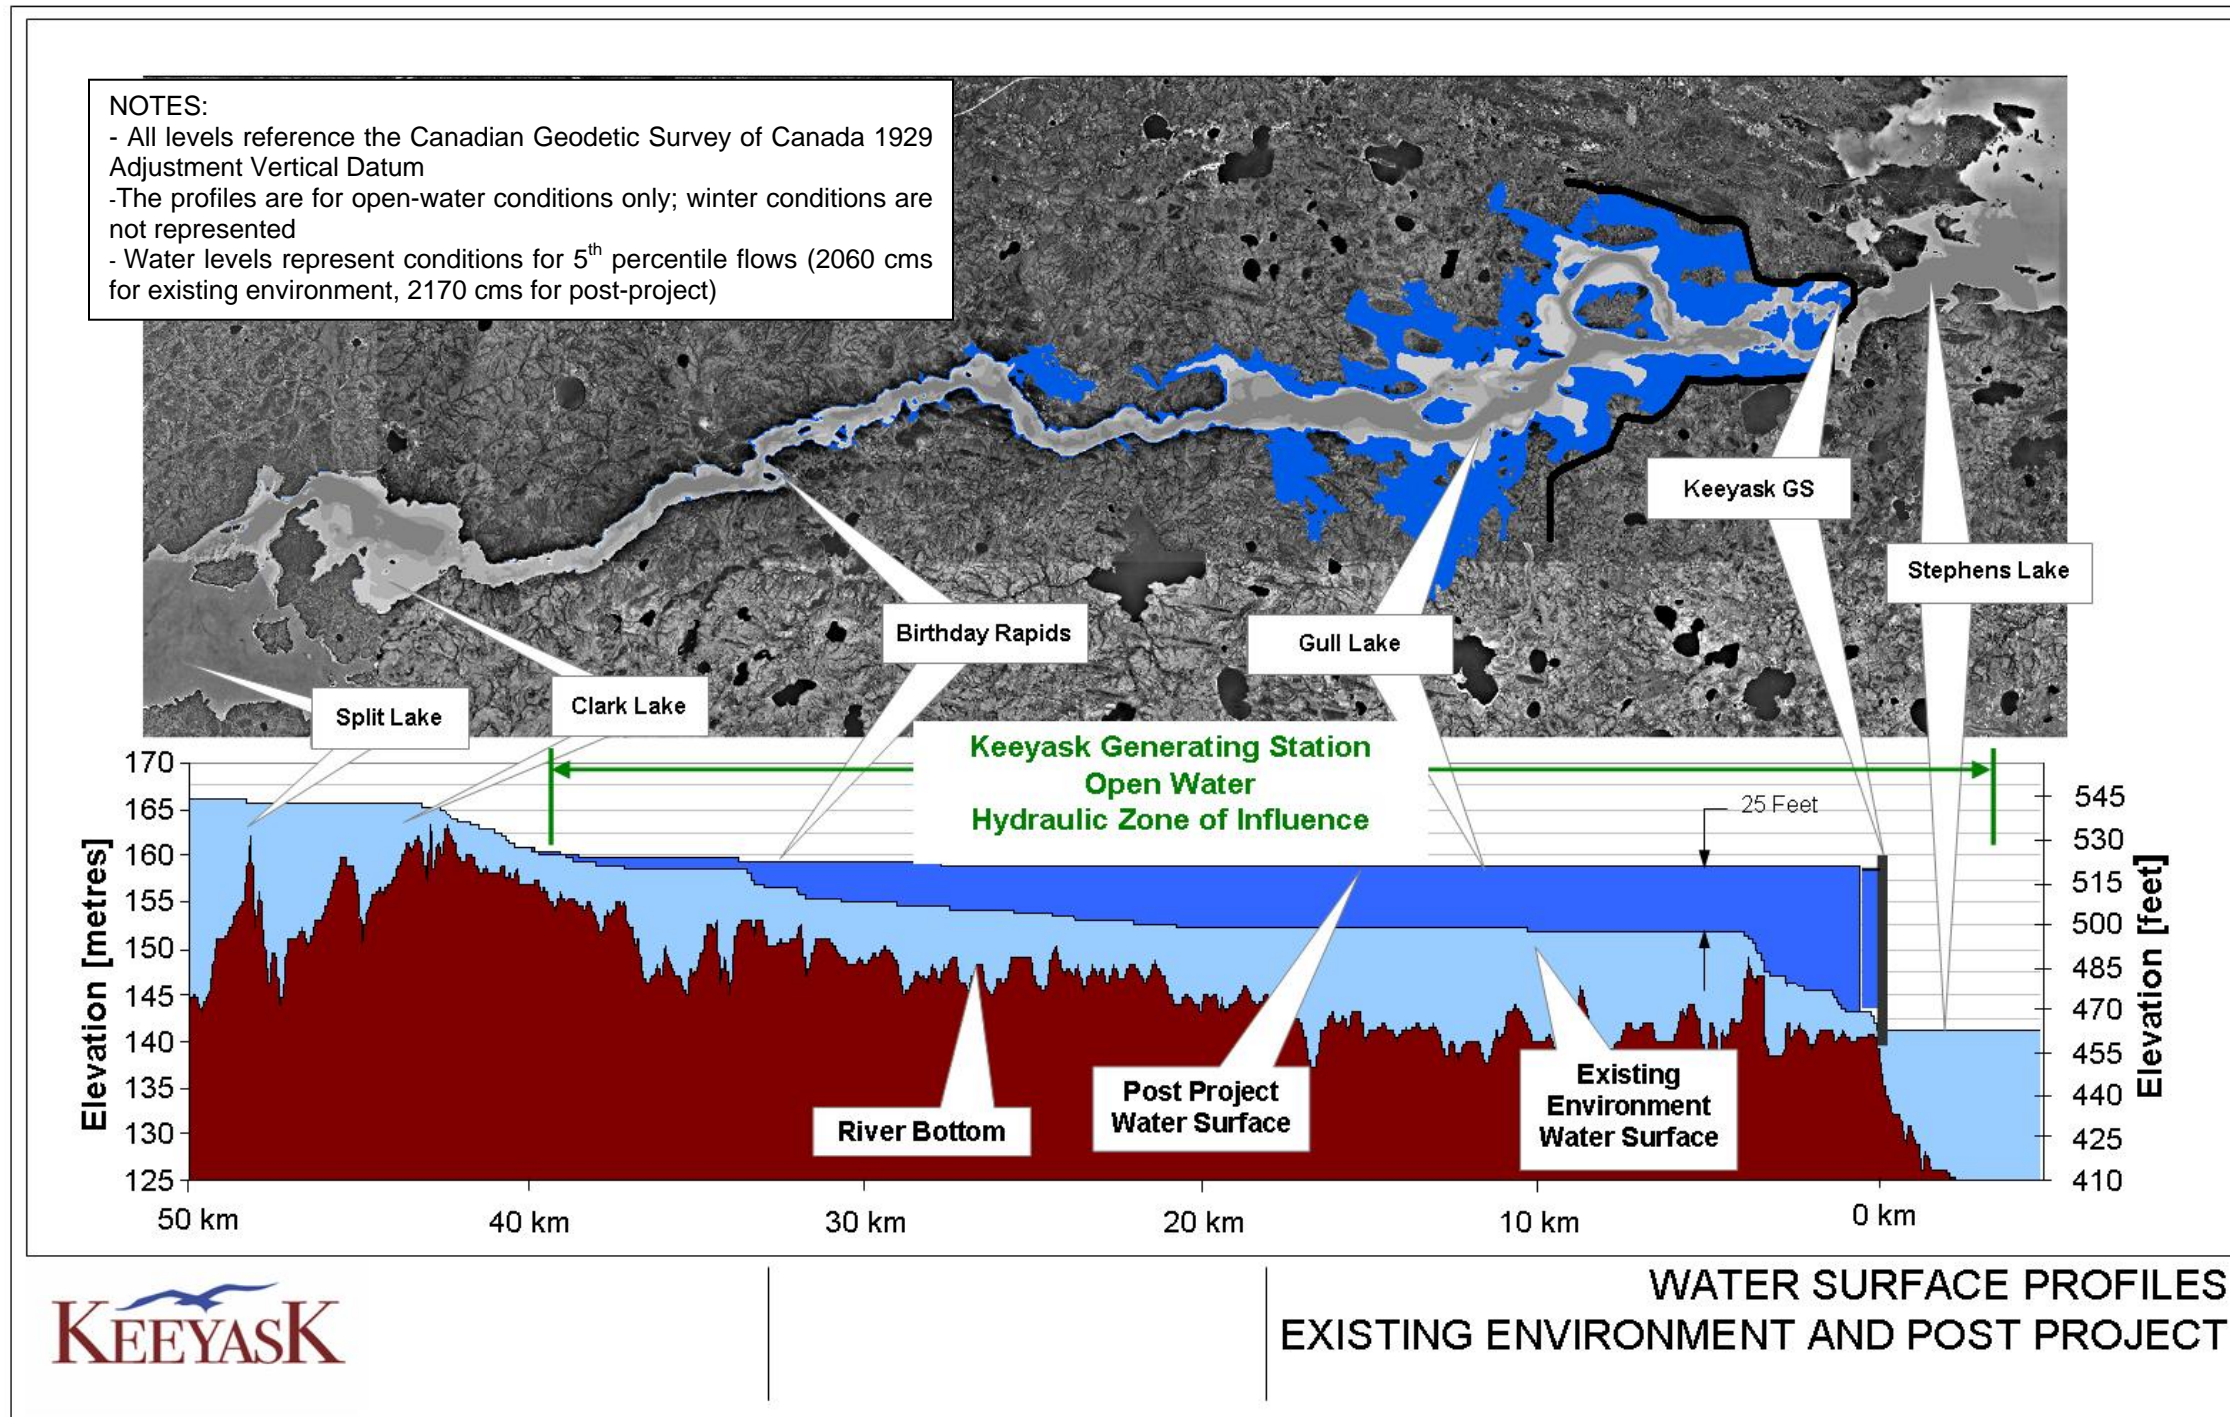 NOTES:
- All levels reference the Canadian Geodetic Survey of Canada 1929
Adjustment Vertical Datum
-The profiles are for open-water conditions only; winter conditions are
not represented
- Water levels represent conditions for 5th percentile flows (2060 cms
for existing environment, 2170 cms for post-project)
Keeyask GS
Stephens Lake
Birthday Rapids
Gull Lake
Split Lake
Clark Lake
Keeyask Generating Station
Open Water
Hydraulic Zone of Influence
25 Feet
Elevation [metres]
170
165
160
155
150
145
140
135
130
125
Elevation [feet]
545
530
515
500
485
470
455
440
425
410
River Bottom
Post Project
Water Surface
Existing
Environment
Water Surface
50 km
40 km
30 km
20 km
10 km
0 km
KEEYASK
WATER SURFACE PROFILES
EXISTING ENVIRONMENT AND POST PROJECT